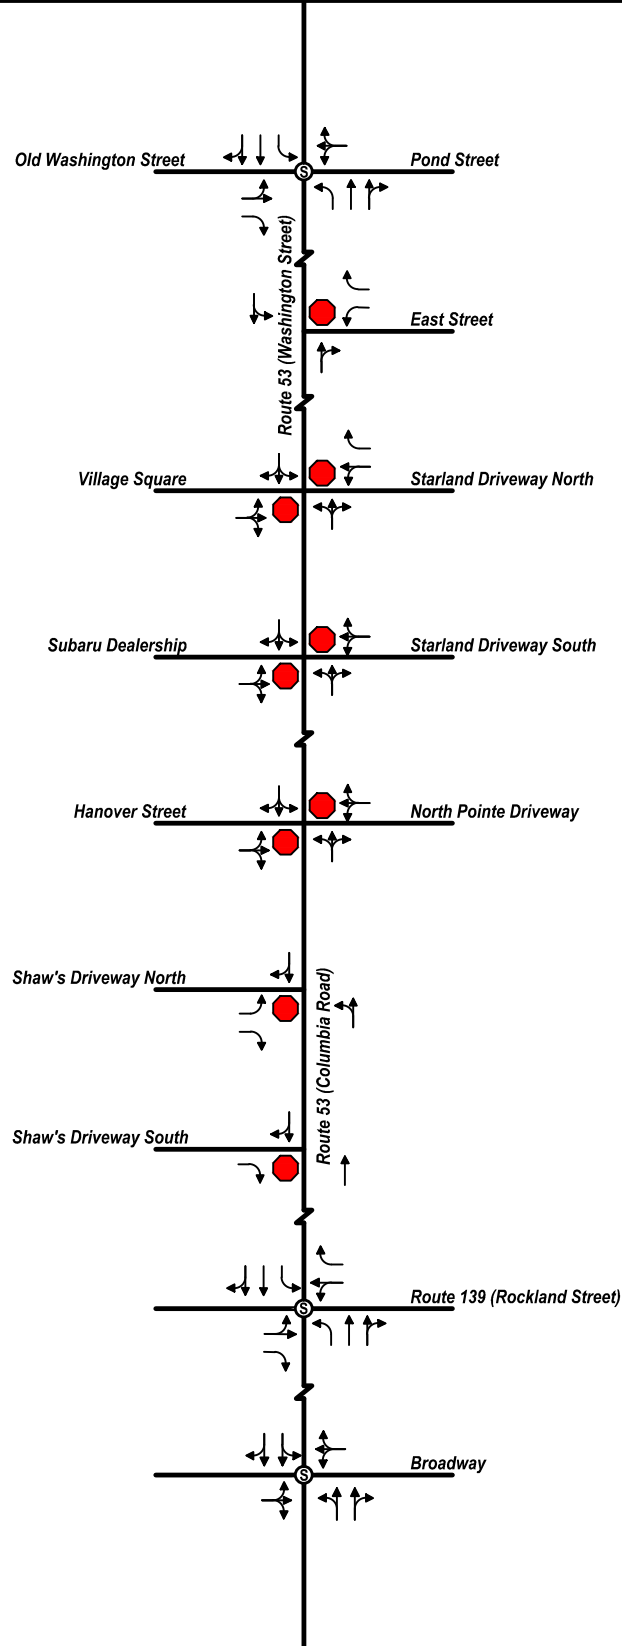 Old Washington Street
Pond Street
S
Route 53 (Washington Street)
East Street
Village Square
Starland Driveway North
Subaru Dealership
Starland Driveway South
Hanover Street
North Pointe Driveway
Shaw's Driveway North
Route 53 (Columbia Road)
Shaw's Driveway South
Route 139 (Rockland Street)
S
Broadway
S